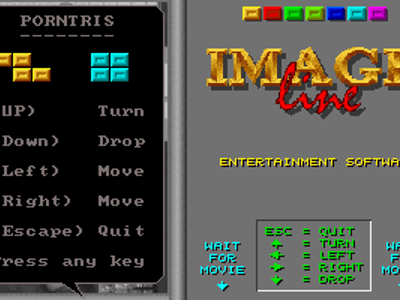 PORNTRIS
UP) Turn
Down) Drop
Left) Move
Right) Move
Escape) Quit
Press any key
IMAGE
line
ENTERTAINMENT SOFTWA
WAIT
FOR
MOVIE
ESC = QUIT
= TURN
= LEFT
= RIGHT
= DROP
WA
FO
MOV